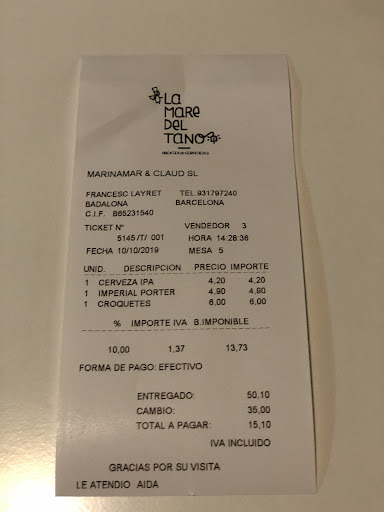 LA
MARE
DEL
TANO
MARINAMAR & CLAUD SL
FRANCESC LAYRET TEL.931797240
BADALONA BARCELONA
C.I.F. B65231540
TICKET Nº VENDEDOR 3
5145 /T/ 001 HORA 14:28:36
FECHA 10/10/2019 MESA 5
UNID. DESCRIPCION PRECIO IMPORTE
1 CERVEZA IPA 4,20 4,20
1 IMPERIAL PORTER 4,90 4,90
1 CROQUETES 6,00 6,00
% IMPORTE IVA B.IMPONIBLE
10,00 1,37 13,73
FORMA DE PAGO: EFECTIVO
ENTREGADO: 50,10
CAMBIO: 35,00
TOTAL A PAGAR: 15,10
IVA INCLUIDO
GRACIAS POR SU VISITA
LE ATENDIO AIDA